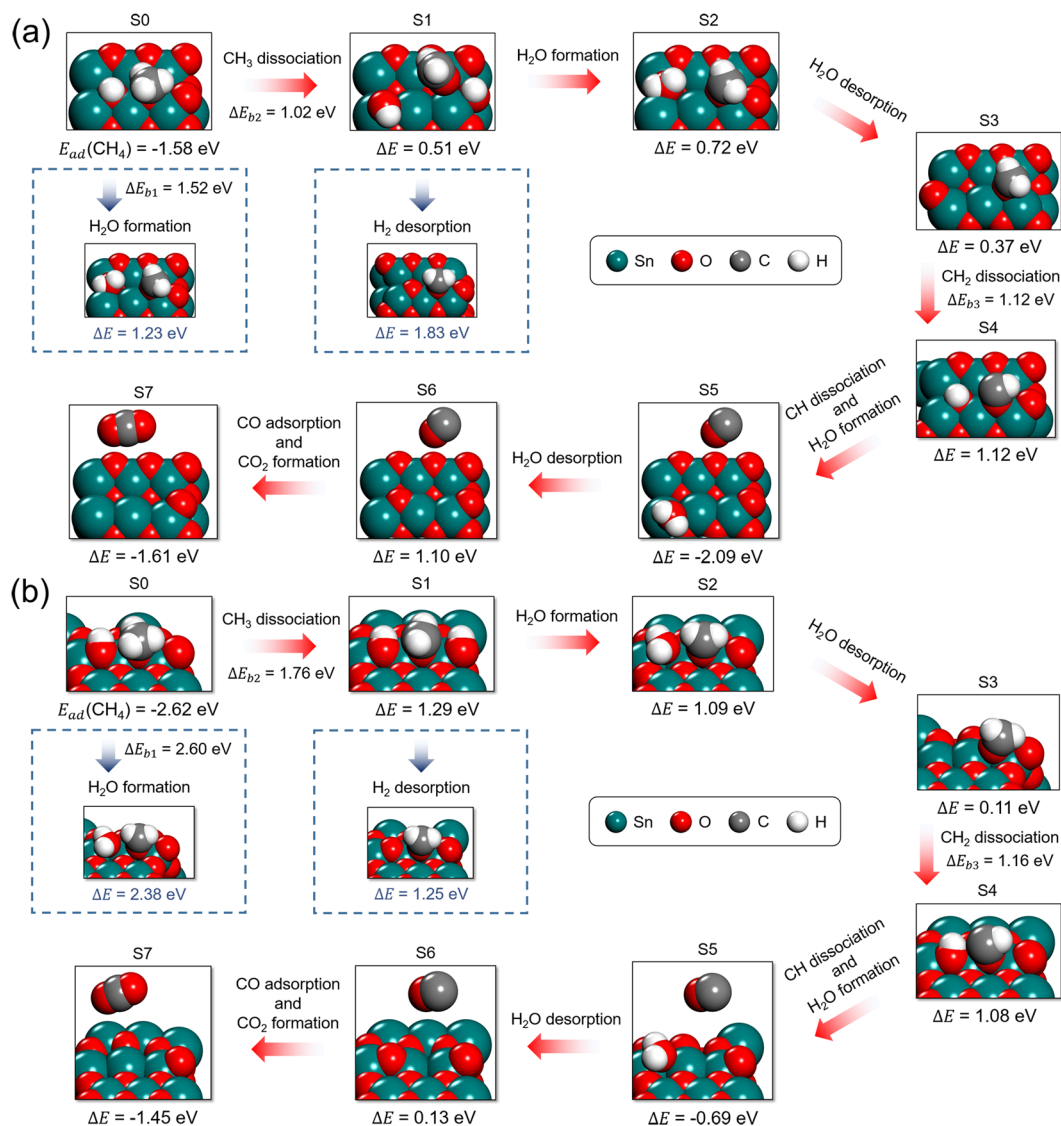 (a)
S0
CH₃ dissociation
ΔE_b2 = 1.02 eV
S1
H₂O formation
S2
H₂O desorption
S3
E_ad(CH₄) = -1.58 eV
ΔE = 0.51 eV
ΔE = 0.72 eV
ΔE = 0.37 eV
ΔE_b1 = 1.52 eV
H₂O formation
ΔE = 1.23 eV
H₂ desorption
ΔE = 1.83 eV
Sn O C H
CH₂ dissociation
ΔE_b3 = 1.12 eV
S4
ΔE = 1.12 eV
CH dissociation
and
H₂O formation
S5
ΔE = -2.09 eV
H₂O desorption
S6
ΔE = 1.10 eV
CO adsorption
and
CO₂ formation
S7
ΔE = -1.61 eV
(b)
S0
CH₃ dissociation
ΔE_b2 = 1.76 eV
S1
H₂O formation
S2
H₂O desorption
S3
E_ad(CH₄) = -2.62 eV
ΔE = 1.29 eV
ΔE = 1.09 eV
ΔE = 0.11 eV
ΔE_b1 = 2.60 eV
H₂O formation
ΔE = 2.38 eV
H₂ desorption
ΔE = 1.25 eV
Sn O C H
CH₂ dissociation
ΔE_b3 = 1.16 eV
S4
ΔE = 1.08 eV
CH dissociation
and
H₂O formation
S5
ΔE = -0.69 eV
H₂O desorption
S6
ΔE = 0.13 eV
CO adsorption
and
CO₂ formation
S7
ΔE = -1.45 eV